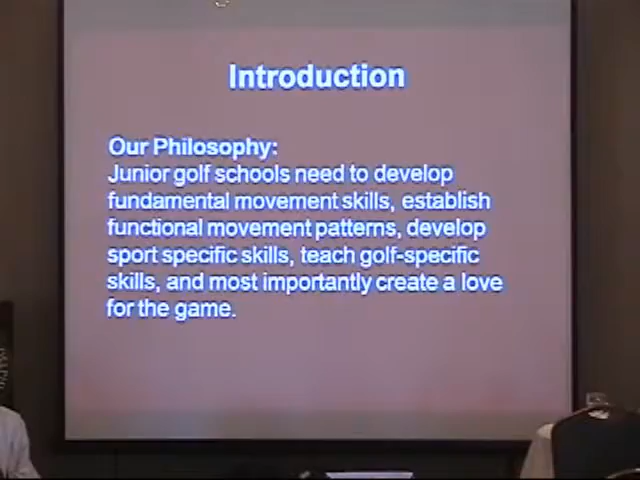 Introduction
Our Philosophy:
Junior golf schools need to develop
fundamental movement skills, establish
functional movement patterns, develop
sport specific skills, teach golf-specific
skills, and most importantly create a love
for the game.